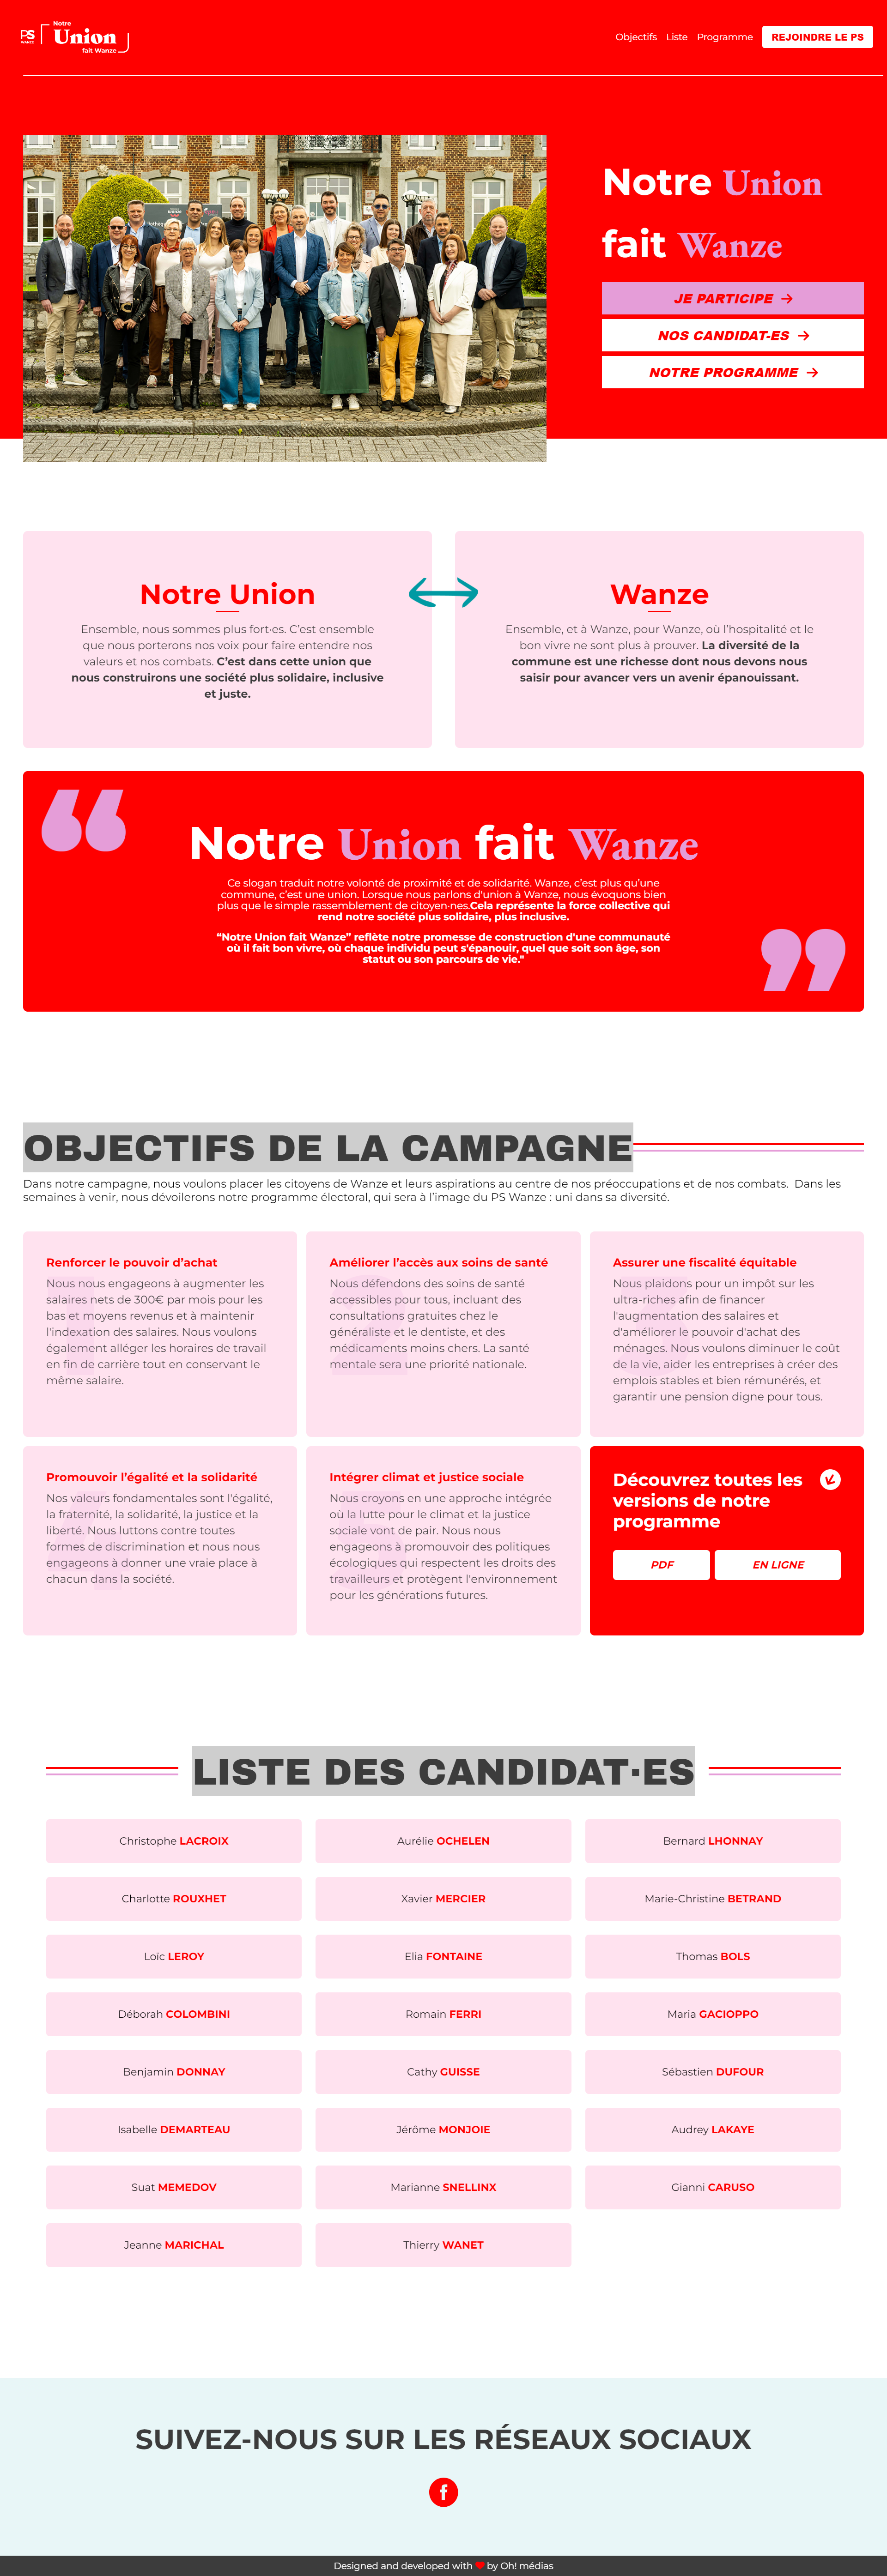 PS
WANZE
Notre
Union
fait Wanze
Objectifs
Liste
Programme
REJOINDRE LE PS
Notre Union
fait Wanze
JE PARTICIPE →
NOS CANDIDAT-ES →
NOTRE PROGRAMME →
Notre Union
Ensemble, nous sommes plus fort·es. C’est ensemble
que nous porterons nos voix pour faire entendre nos
valeurs et nos combats. C’est dans cette union que
nous construirons une société plus solidaire, inclusive
et juste.
Wanze
Ensemble, et à Wanze, pour Wanze, où l’hospitalité et le
bon vivre ne sont plus à prouver. La diversité de la
commune est une richesse dont nous devons nous
saisir pour avancer vers un avenir épanouissant.
“
Notre Union fait Wanze
Ce slogan traduit notre volonté de proximité et de solidarité. Wanze, c’est plus qu’une
commune, c’est une union. Lorsque nous parlons d'union à Wanze, nous évoquons bien
plus que le simple rassemblement de citoyen·nes.Cela représente la force collective qui
rend notre société plus solidaire, plus inclusive.
“Notre Union fait Wanze” reflète notre promesse de construction d'une communauté
où il fait bon vivre, où chaque individu peut s'épanouir, quel que soit son âge, son
statut ou son parcours de vie."
”
OBJECTIFS DE LA CAMPAGNE
Dans notre campagne, nous voulons placer les citoyens de Wanze et leurs aspirations au centre de nos préoccupations et de nos combats.  Dans les
semaines à venir, nous dévoilerons notre programme électoral, qui sera à l’image du PS Wanze : uni dans sa diversité.
Renforcer le pouvoir d’achat
Nous nous engageons à augmenter les
salaires nets de 300€ par mois pour les
bas et moyens revenus et à maintenir
l'indexation des salaires. Nous voulons
également alléger les horaires de travail
en fin de carrière tout en conservant le
même salaire.
Améliorer l’accès aux soins de santé
Nous défendons des soins de santé
accessibles pour tous, incluant des
consultations gratuites chez le
généraliste et le dentiste, et des
médicaments moins chers. La santé
mentale sera une priorité nationale.
Assurer une fiscalité équitable
Nous plaidons pour un impôt sur les
ultra-riches afin de financer
l'augmentation des salaires et
d'améliorer le pouvoir d'achat des
ménages. Nous voulons diminuer le coût
de la vie, aider les entreprises à créer des
emplois stables et bien rémunérés, et
garantir une pension digne pour tous.
Promouvoir l’égalité et la solidarité
Nos valeurs fondamentales sont l'égalité,
la fraternité, la solidarité, la justice et la
liberté. Nous luttons contre toutes
formes de discrimination et nous nous
engageons à donner une vraie place à
chacun dans la société.
Intégrer climat et justice sociale
Nous croyons en une approche intégrée
où la lutte pour le climat et la justice
sociale vont de pair. Nous nous
engageons à promouvoir des politiques
écologiques qui respectent les droits des
travailleurs et protègent l'environnement
pour les générations futures.
Découvrez toutes les
versions de notre
programme
PDF
EN LIGNE
LISTE DES CANDIDAT·ES
Christophe LACROIX
Aurélie OCHELEN
Bernard LHONNAY
Charlotte ROUXHET
Xavier MERCIER
Marie-Christine BETRAND
Loïc LEROY
Elia FONTAINE
Thomas BOLS
Déborah COLOMBINI
Romain FERRI
Maria GACIOPPO
Benjamin DONNAY
Cathy GUISSE
Sébastien DUFOUR
Isabelle DEMARTEAU
Jérôme MONJOIE
Audrey LAKAYE
Suat MEMEDOV
Marianne SNELLINX
Gianni CARUSO
Jeanne MARICHAL
Thierry WANET
SUIVEZ-NOUS SUR LES RÉSEAUX SOCIAUX
Designed and developed with ❤ by Oh! médias